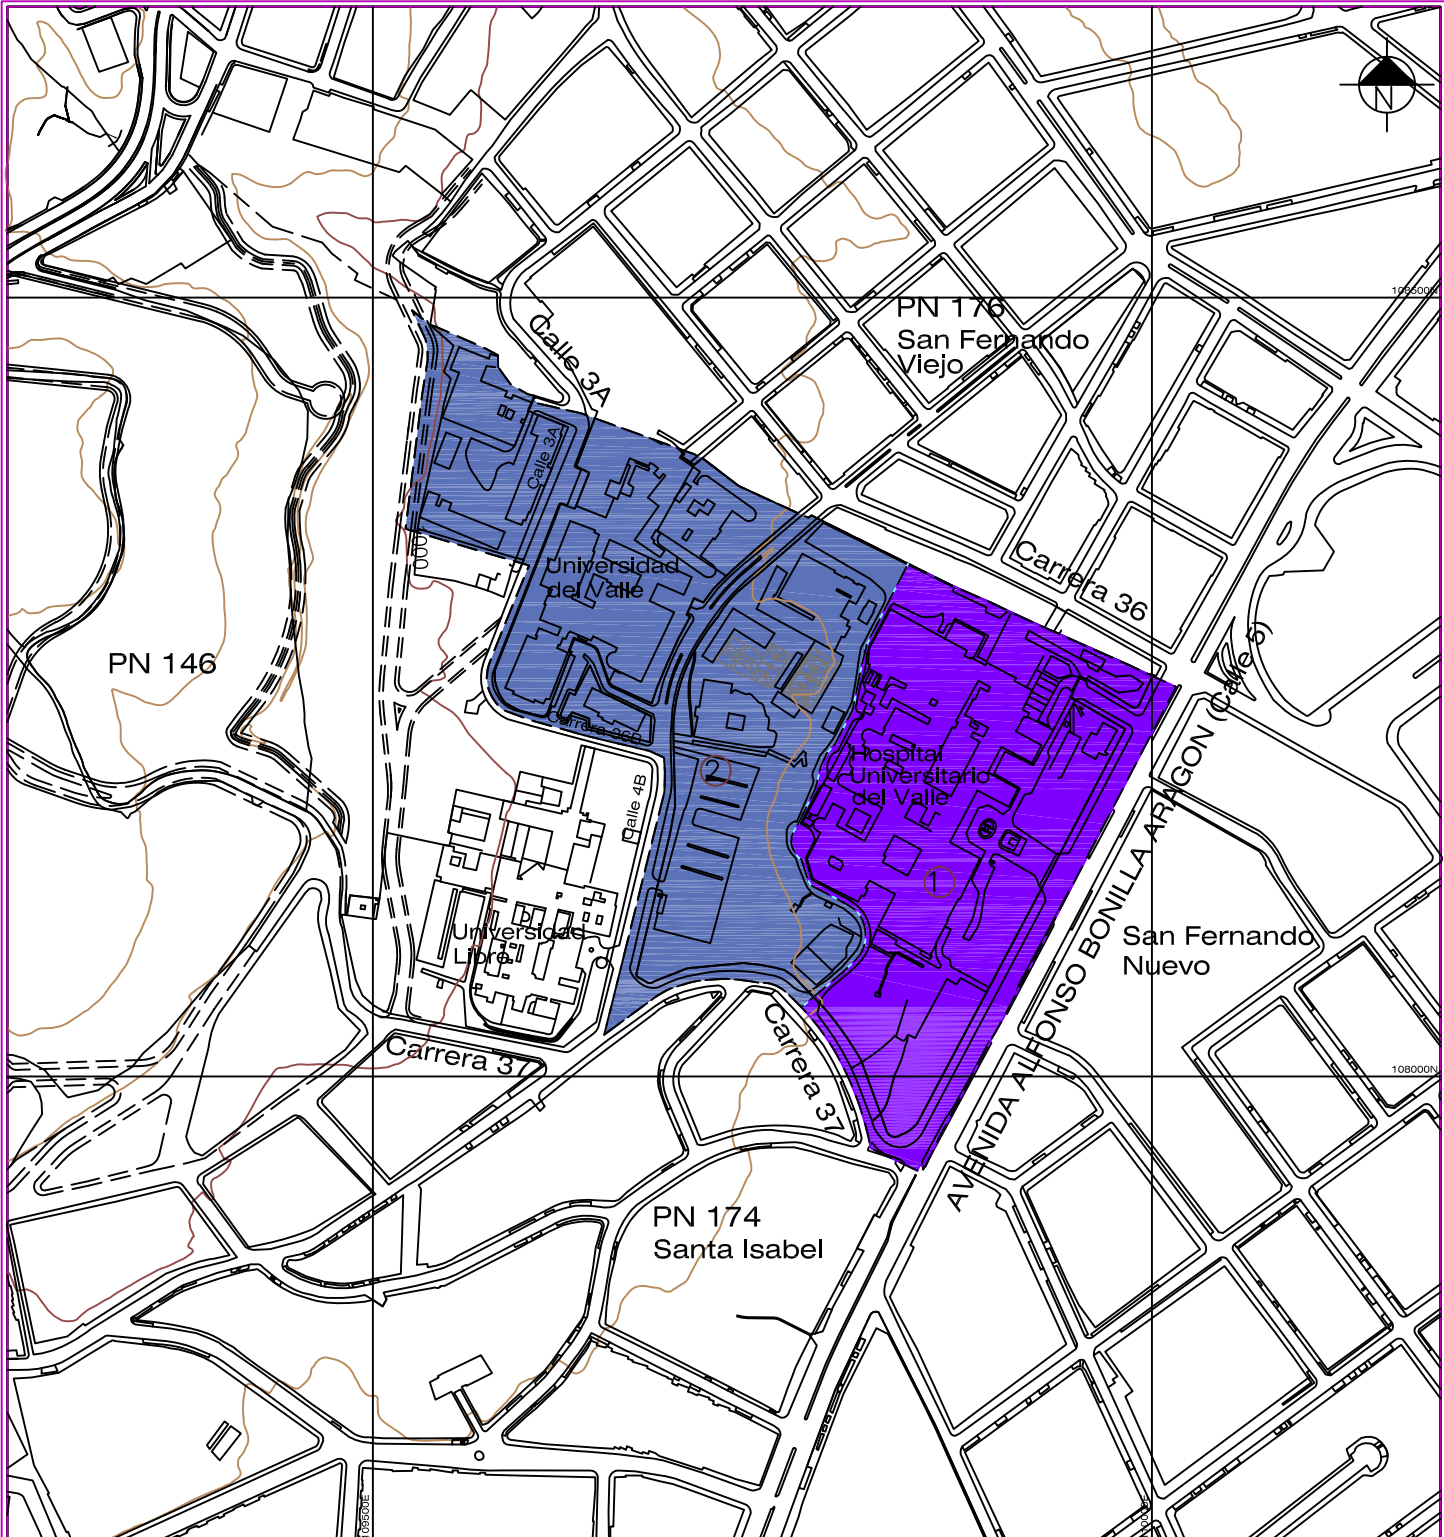 N
108500N
PN 176
San Fernando
Viejo
Calle 3A
Calle 3A
1000
Universidad
del Valle
Carrera 36
PN 146
AVENIDA ALFONSO BONILLA ARAGON (Calle 5)
Carrera 36B
2
Hospital
Universitario
del Valle
Calle 4B
1
Universidad
Libre
San Fernando
Nuevo
Carrera 37
Carrera 37
108000N
PN 174
Santa Isabel
109500E